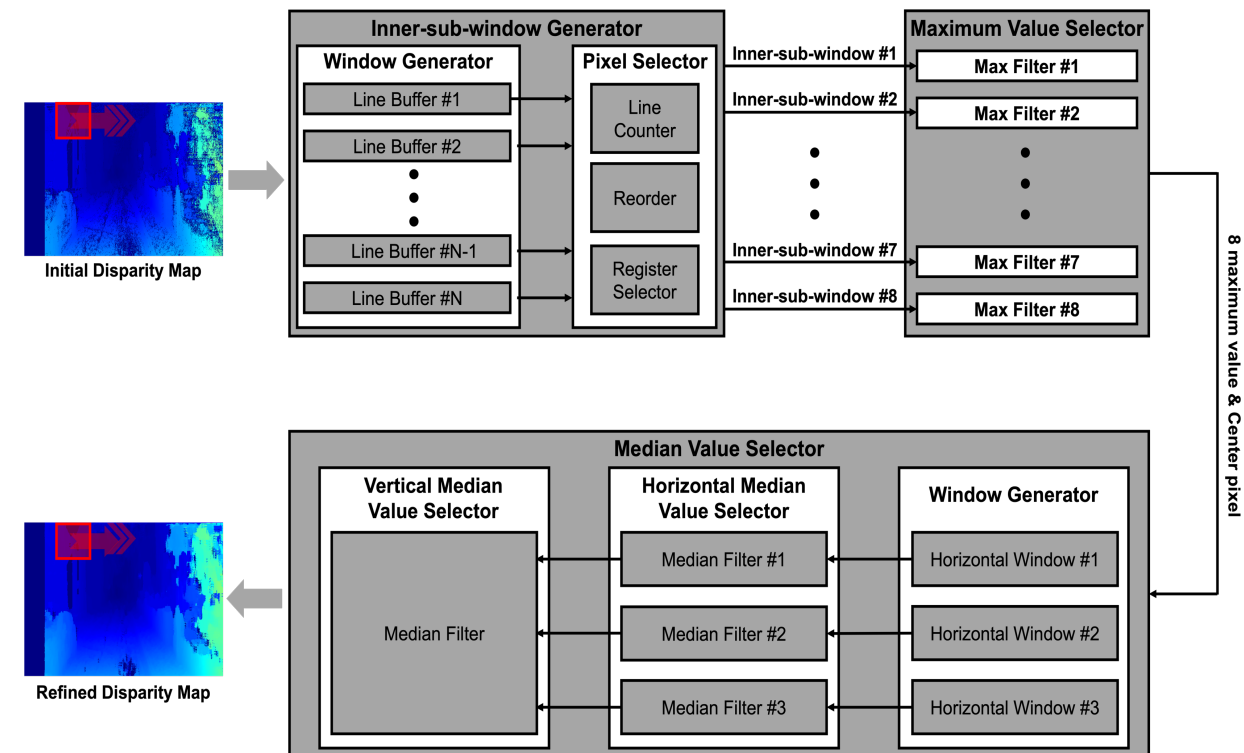 Inner-sub-window Generator
Window Generator
Line Buffer #1
Line Buffer #2
Line Buffer #N-1
Line Buffer #N
Pixel Selector
Line
Counter
Reorder
Register
Selector
Inner-sub-window #1
Inner-sub-window #2
Inner-sub-window #7
Inner-sub-window #8
Maximum Value Selector
Max Filter #1
Max Filter #2
Max Filter #7
Max Filter #8
Initial Disparity Map
8 maximum value & Center pixel
Median Value Selector
Vertical Median
Value Selector
Median Filter
Horizontal Median
Value Selector
Median Filter #1
Median Filter #2
Median Filter #3
Window Generator
Horizontal Window #1
Horizontal Window #2
Horizontal Window #3
Refined Disparity Map